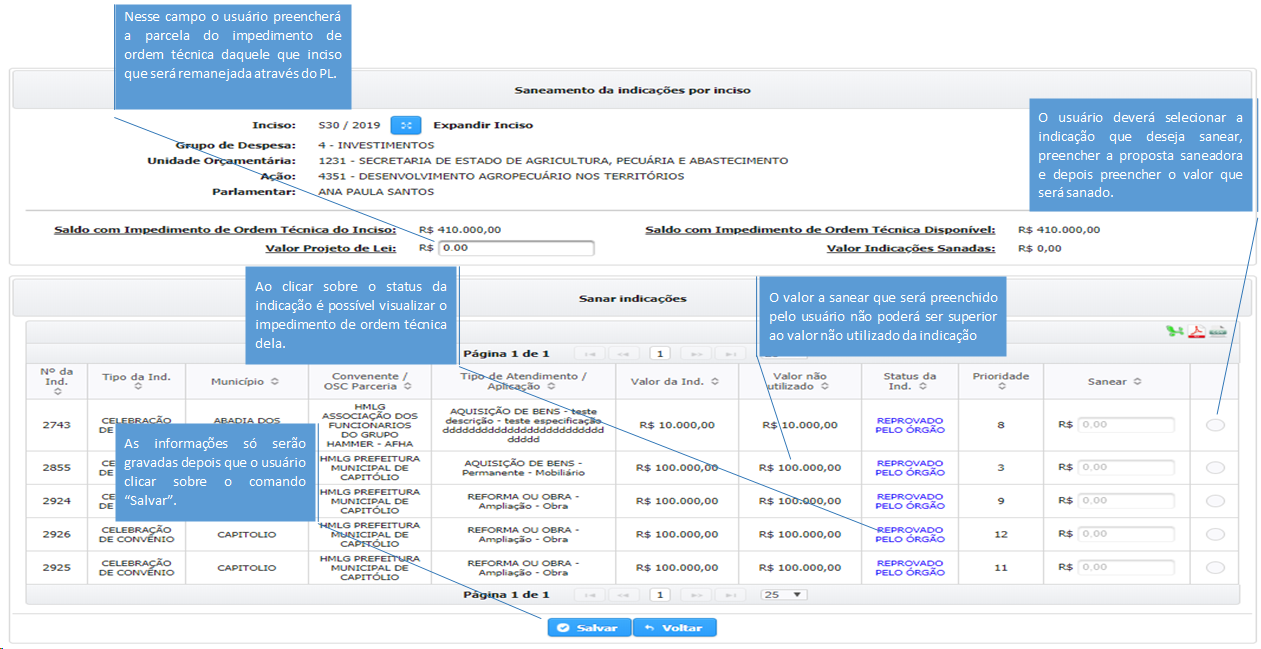 Nesse campo o usuário preencherá
a parcela do impedimento de
ordem técnica daquele que inciso
que será remanejada através do PL.
Saneamento da indicações por inciso
Inciso: S30 / 2019 Expandir Inciso
Grupo de Despesa: 4 - INVESTIMENTOS
Unidade Orçamentária: 1231 - SECRETARIA DE ESTADO DE AGRICULTURA, PECUÁRIA E ABASTECIMENTO
Ação: 4351 - DESENVOLVIMENTO AGROPECUÁRIO NOS TERRITÓRIOS
Parlamentar: ANA PAULA SANTOS
O usuário deverá selecionar a
indicação que deseja sanear,
preencher a proposta saneadora
e depois preencher o valor que
será sanado.
Saldo com Impedimento de Ordem Técnica do Inciso: R$ 410.000,00 Saldo com Impedimento de Ordem Técnica Disponível: R$ 410.000,00
Valor Projeto de Lei: R$ 0.00 Valor Indicações Sanadas: R$ 0,00
Ao clicar sobre o status da
indicação é possível visualizar o
impedimento de ordem técnica
dela.
Sanar indicações
O valor a sanear que será preenchido
pelo usuário não poderá ser superior
ao valor não utilizado da indicação
Página 1 de 1 1
Nº da
Ind.
Tipo da Ind.
Município
Convenente /
OSC Parceria
Tipo de Atendimento /
Aplicação
Valor da Ind.
Valor não
utilizado
Status da
Ind.
Prioridade
Sanear
2743
CELEBRAÇÃO
DE
ABADIA DOS
HMLG
ASSOCIAÇÃO DOS
FUNCIONARIOS
DO GRUPO
HAMMER - AFHA
AQUISIÇÃO DE BENS - teste
descrição - teste especificação
dddddddddddddddddddddddd
ddddd
R$ 10.000,00
R$ 10.000,00
REPROVADO
PELO ÓRGÃO
8
R$ 0,00
As informações só serão
gravadas depois que o usuário
clicar sobre o comando
“Salvar”.
2855
HMLG PREFEITURA
MUNICIPAL DE
CAPITÓLIO
AQUISIÇÃO DE BENS -
Permanente - Mobiliário
R$ 100.000,00
R$ 100.000,00
REPROVADO
PELO ÓRGÃO
3
R$ 0,00
2924
HMLG PREFEITURA
MUNICIPAL DE
CAPITÓLIO
REFORMA OU OBRA -
Ampliação - Obra
R$ 100.000,00
R$ 100.000,00
REPROVADO
PELO ÓRGÃO
9
R$ 0,00
2926
CELEBRAÇÃO
DE CONVÊNIO
CAPITOLIO
HMLG PREFEITURA
MUNICIPAL DE
CAPITÓLIO
REFORMA OU OBRA -
Ampliação - Obra
R$ 100.000,00
R$ 100.000,00
REPROVADO
PELO ÓRGÃO
12
R$ 0,00
2925
CELEBRAÇÃO
DE CONVÊNIO
CAPITOLIO
HMLG PREFEITURA
MUNICIPAL DE
CAPITÓLIO
REFORMA OU OBRA -
Ampliação - Obra
R$ 100.000,00
R$ 100.000,00
REPROVADO
PELO ÓRGÃO
11
R$ 0,00
Página 1 de 1 1 25
Salvar Voltar